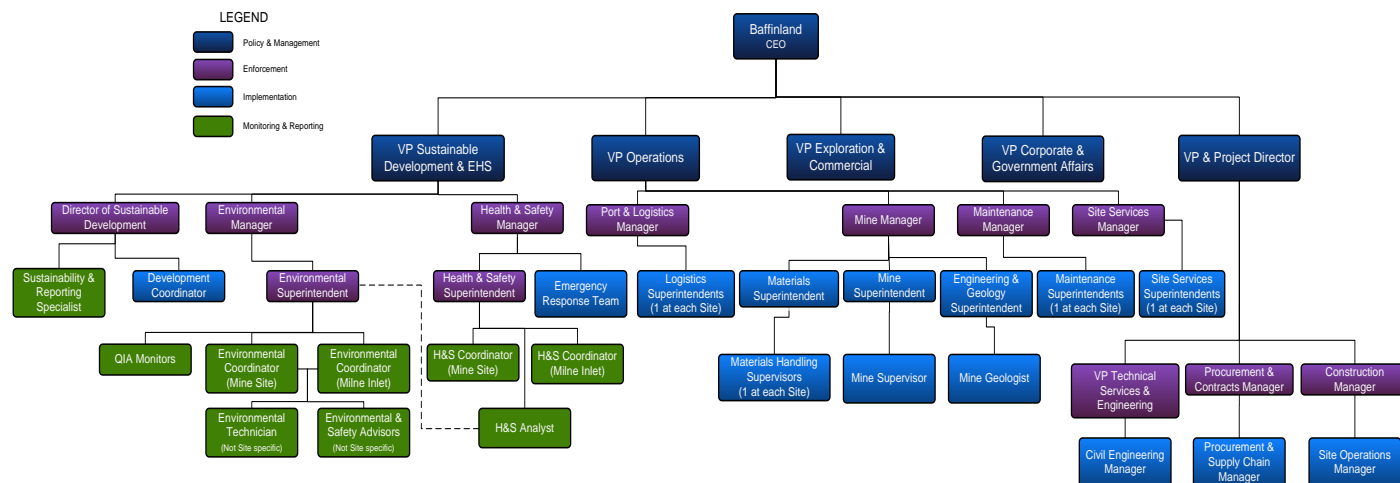 LEGEND
Policy & Management
Enforcement
Implementation
Monitoring & Reporting
Baffinland
CEO
VP Sustainable
Development & EHS
VP Operations
VP Exploration &
Commercial
VP Corporate &
Government Affairs
VP & Project Director
Director of Sustainable
Development
Environmental
Manager
Health & Safety
Manager
Port & Logistics
Manager
Mine Manager
Maintenance
Manager
Site Services
Manager
Sustainability &
Reporting
Specialist
Development
Coordinator
Environmental
Superintendent
Health & Safety
Superintendent
Emergency
Response Team
Logistics
Superintendents
(1 at each Site)
Materials
Superintendent
Mine
Superintendent
Engineering &
Geology
Superintendent
Maintenance
Superintendents
(1 at each Site)
Site Services
Superintendents
(1 at each Site)
QIA Monitors
Environmental
Coordinator
(Mine Site)
Environmental
Coordinator
(Milne Inlet)
H&S Coordinator
(Mine Site)
H&S Coordinator
(Milne Inlet)
Materials Handling
Supervisors
(1 at each Site)
Mine Supervisor
Mine Geologist
VP Technical
Services &
Engineering
Procurement &
Contracts Manager
Construction
Manager
Environmental
Technician
(Not Site specific)
Environmental &
Safety Advisors
(Not Site specific)
H&S Analyst
Civil Engineering
Manager
Procurement &
Supply Chain
Manager
Site Operations
Manager